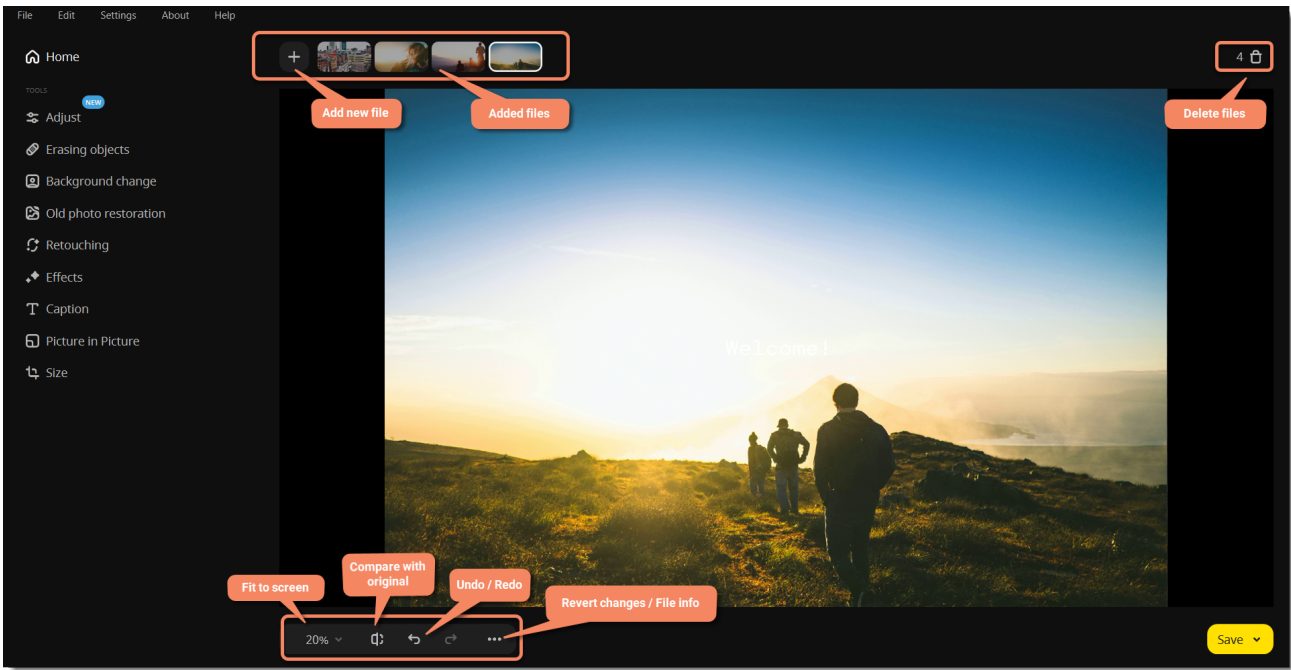 File Edit Settings About Help
Home
4
TOOLS
NEW
Adjust
Add new file
Added files
Delete files
Erasing objects
Background change
Old photo restoration
Retouching
Effects
Caption
Picture in Picture
Welcome!
Size
Compare with
original
Fit to screen
Undo / Redo
Revert changes / File info
20%
Save